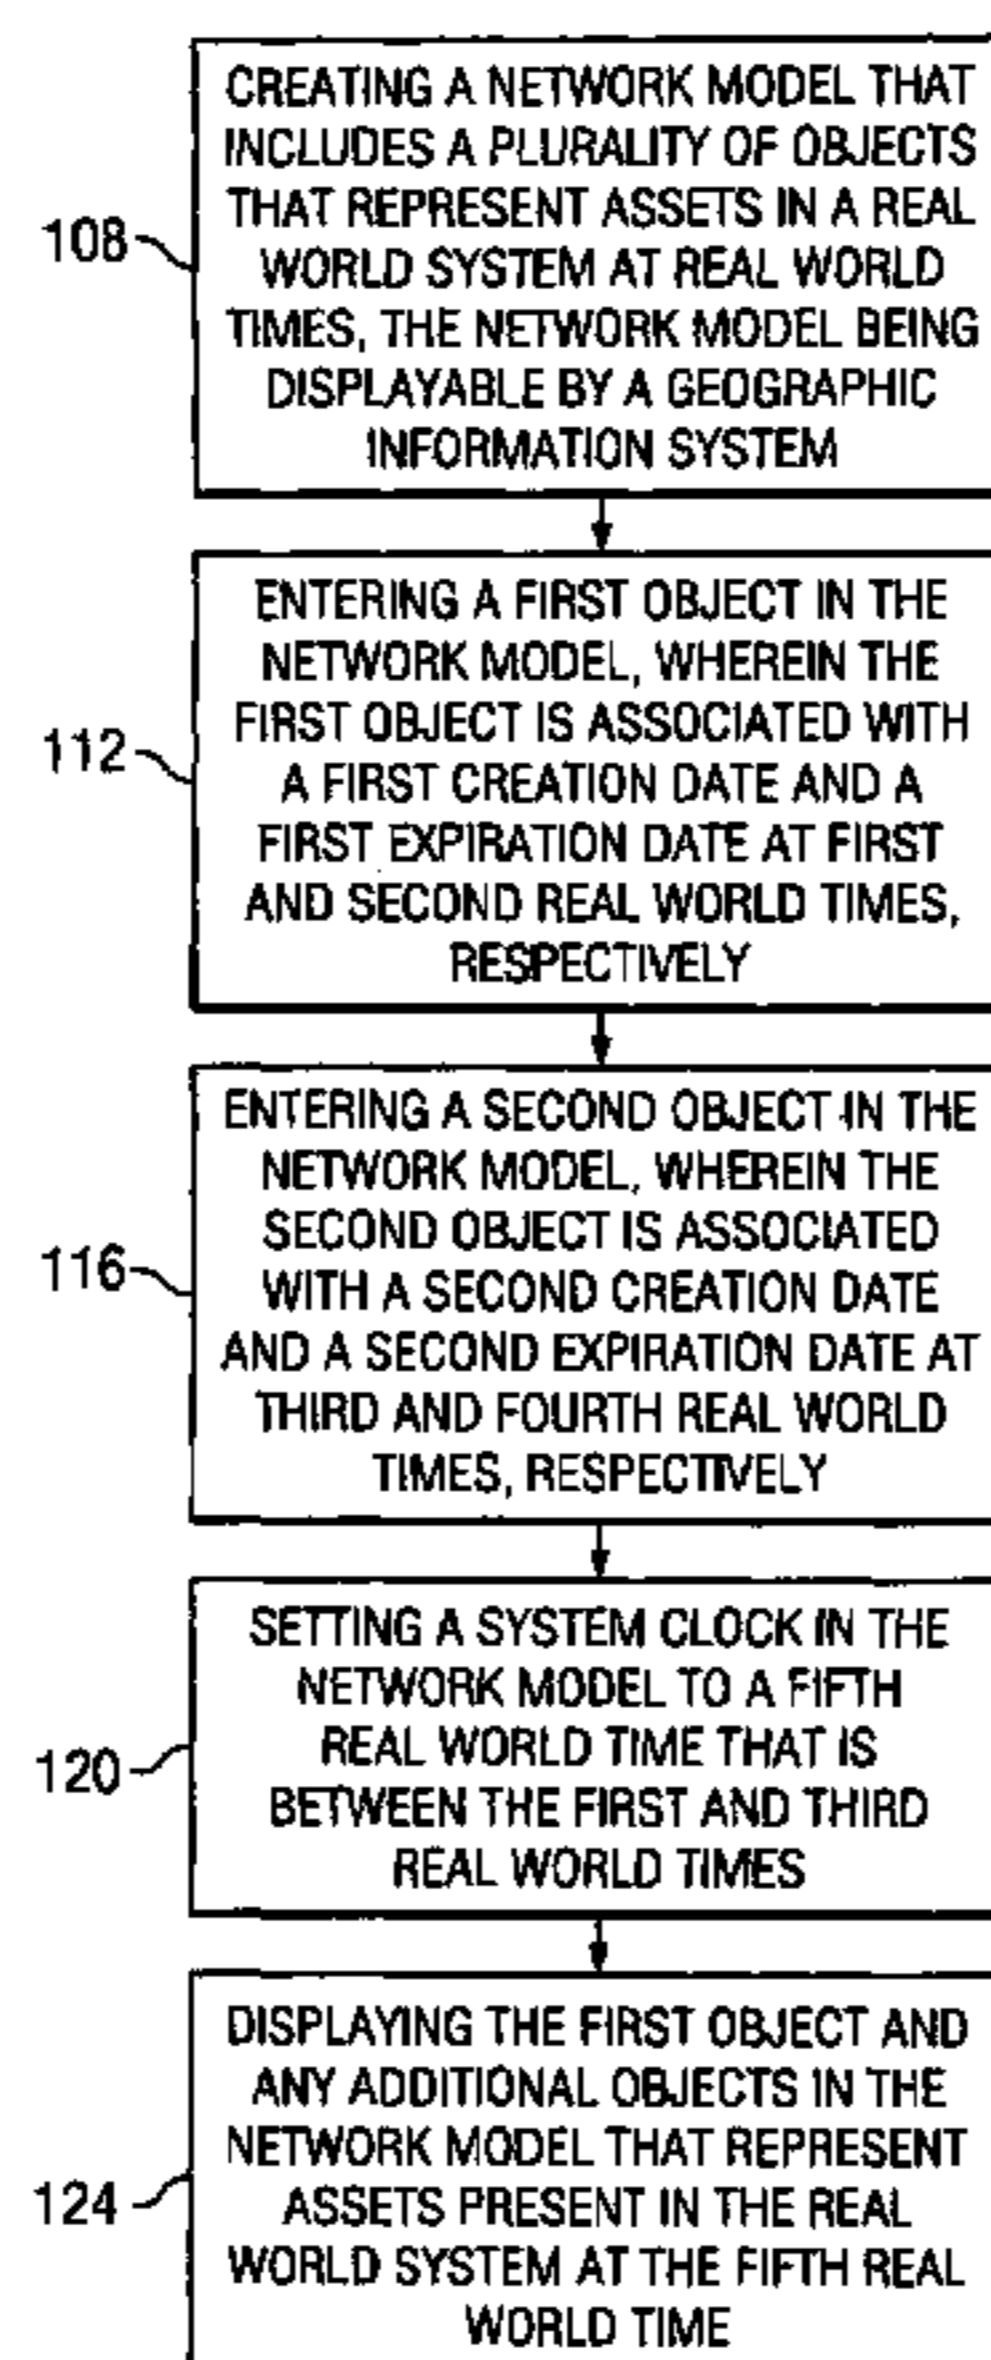 CREATING A NETWORK MODEL THAT
INCLUDES A PLURALITY OF OBJECTS
THAT REPRESENT ASSETS IN A REAL
WORLD SYSTEM AT REAL WORLD
TIMES, THE NETWORK MODEL BEING
DISPLAYABLE BY A GEOGRAPHIC
INFORMATION SYSTEM
108
ENTERING A FIRST OBJECT IN THE
NETWORK MODEL, WHEREIN THE
FIRST OBJECT IS ASSOCIATED WITH
A FIRST CREATION DATE AND A
FIRST EXPIRATION DATE AT FIRST
AND SECOND REAL WORLD TIMES,
RESPECTIVELY
112
ENTERING A SECOND OBJECT IN THE
NETWORK MODEL, WHEREIN THE
SECOND OBJECT IS ASSOCIATED
WITH A SECOND CREATION DATE
AND A SECOND EXPIRATION DATE AT
THIRD AND FOURTH REAL WORLD
TIMES, RESPECTIVELY
116
SETTING A SYSTEM CLOCK IN THE
NETWORK MODEL TO A FIFTH
REAL WORLD TIME THAT IS
BETWEEN THE FIRST AND THIRD
REAL WORLD TIMES
120
DISPLAYING THE FIRST OBJECT AND
ANY ADDITIONAL OBJECTS IN THE
NETWORK MODEL THAT REPRESENT
ASSETS PRESENT IN THE REAL
WORLD SYSTEM AT THE FIFTH REAL
WORLD TIME
124